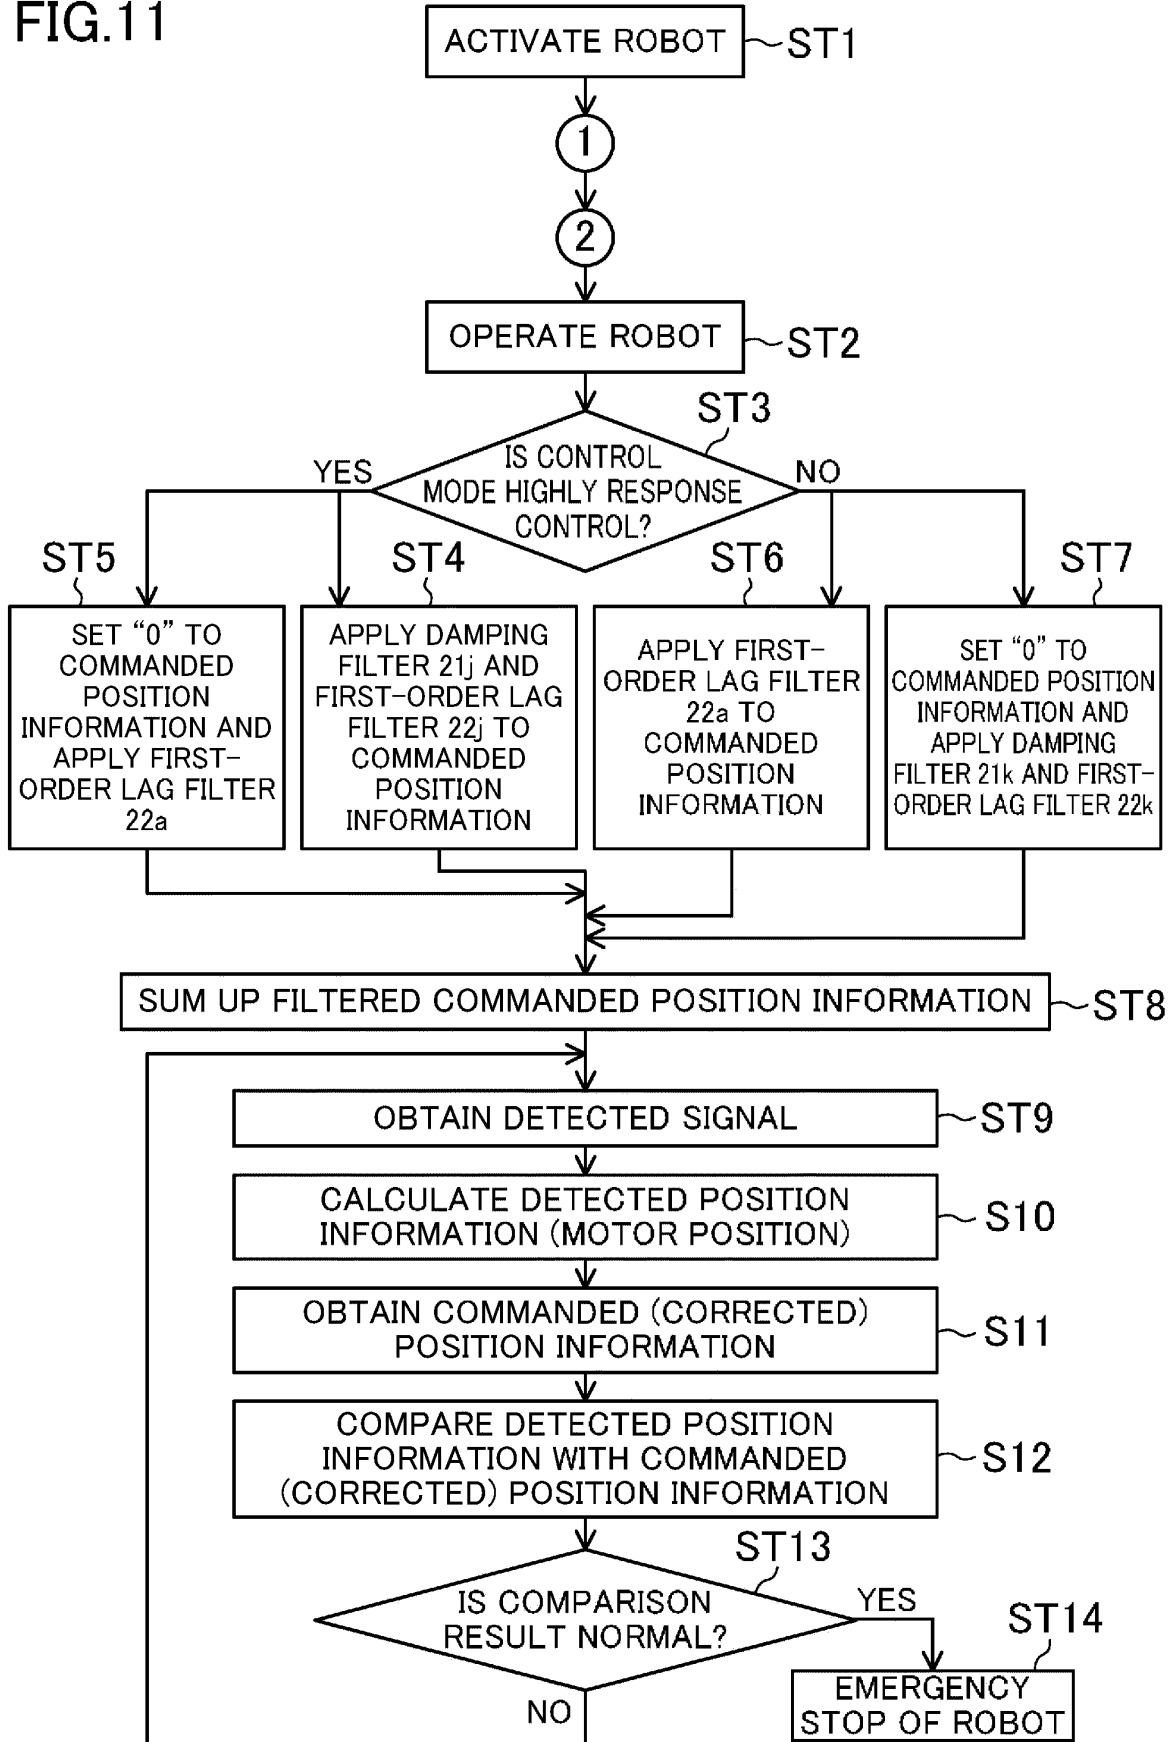 FIG.11
ACTIVATE ROBOT
ST1
1
2
OPERATE ROBOT
ST2
ST3
IS CONTROL
MODE HIGHLY RESPONSE
CONTROL?
YES
NO
ST5
SET “0” TO
COMMANDED
POSITION
INFORMATION AND
APPLY FIRST-
ORDER LAG FILTER
22a
ST4
APPLY DAMPING
FILTER 21j AND
FIRST-ORDER LAG
FILTER 22j TO
COMMANDED
POSITION
INFORMATION
ST6
APPLY FIRST-
ORDER LAG FILTER
22a TO
COMMANDED
POSITION
INFORMATION
ST7
SET “0” TO
COMMANDED POSITION
INFORMATION AND
APPLY DAMPING
FILTER 21k AND FIRST-
ORDER LAG FILTER 22k
SUM UP FILTERED COMMANDED POSITION INFORMATION
ST8
OBTAIN DETECTED SIGNAL
ST9
CALCULATE DETECTED POSITION
INFORMATION (MOTOR POSITION)
S10
OBTAIN COMMANDED (CORRECTED)
POSITION INFORMATION
S11
COMPARE DETECTED POSITION
INFORMATION WITH COMMANDED
(CORRECTED) POSITION INFORMATION
S12
ST13
IS COMPARISON
RESULT NORMAL?
YES
NO
ST14
EMERGENCY
STOP OF ROBOT